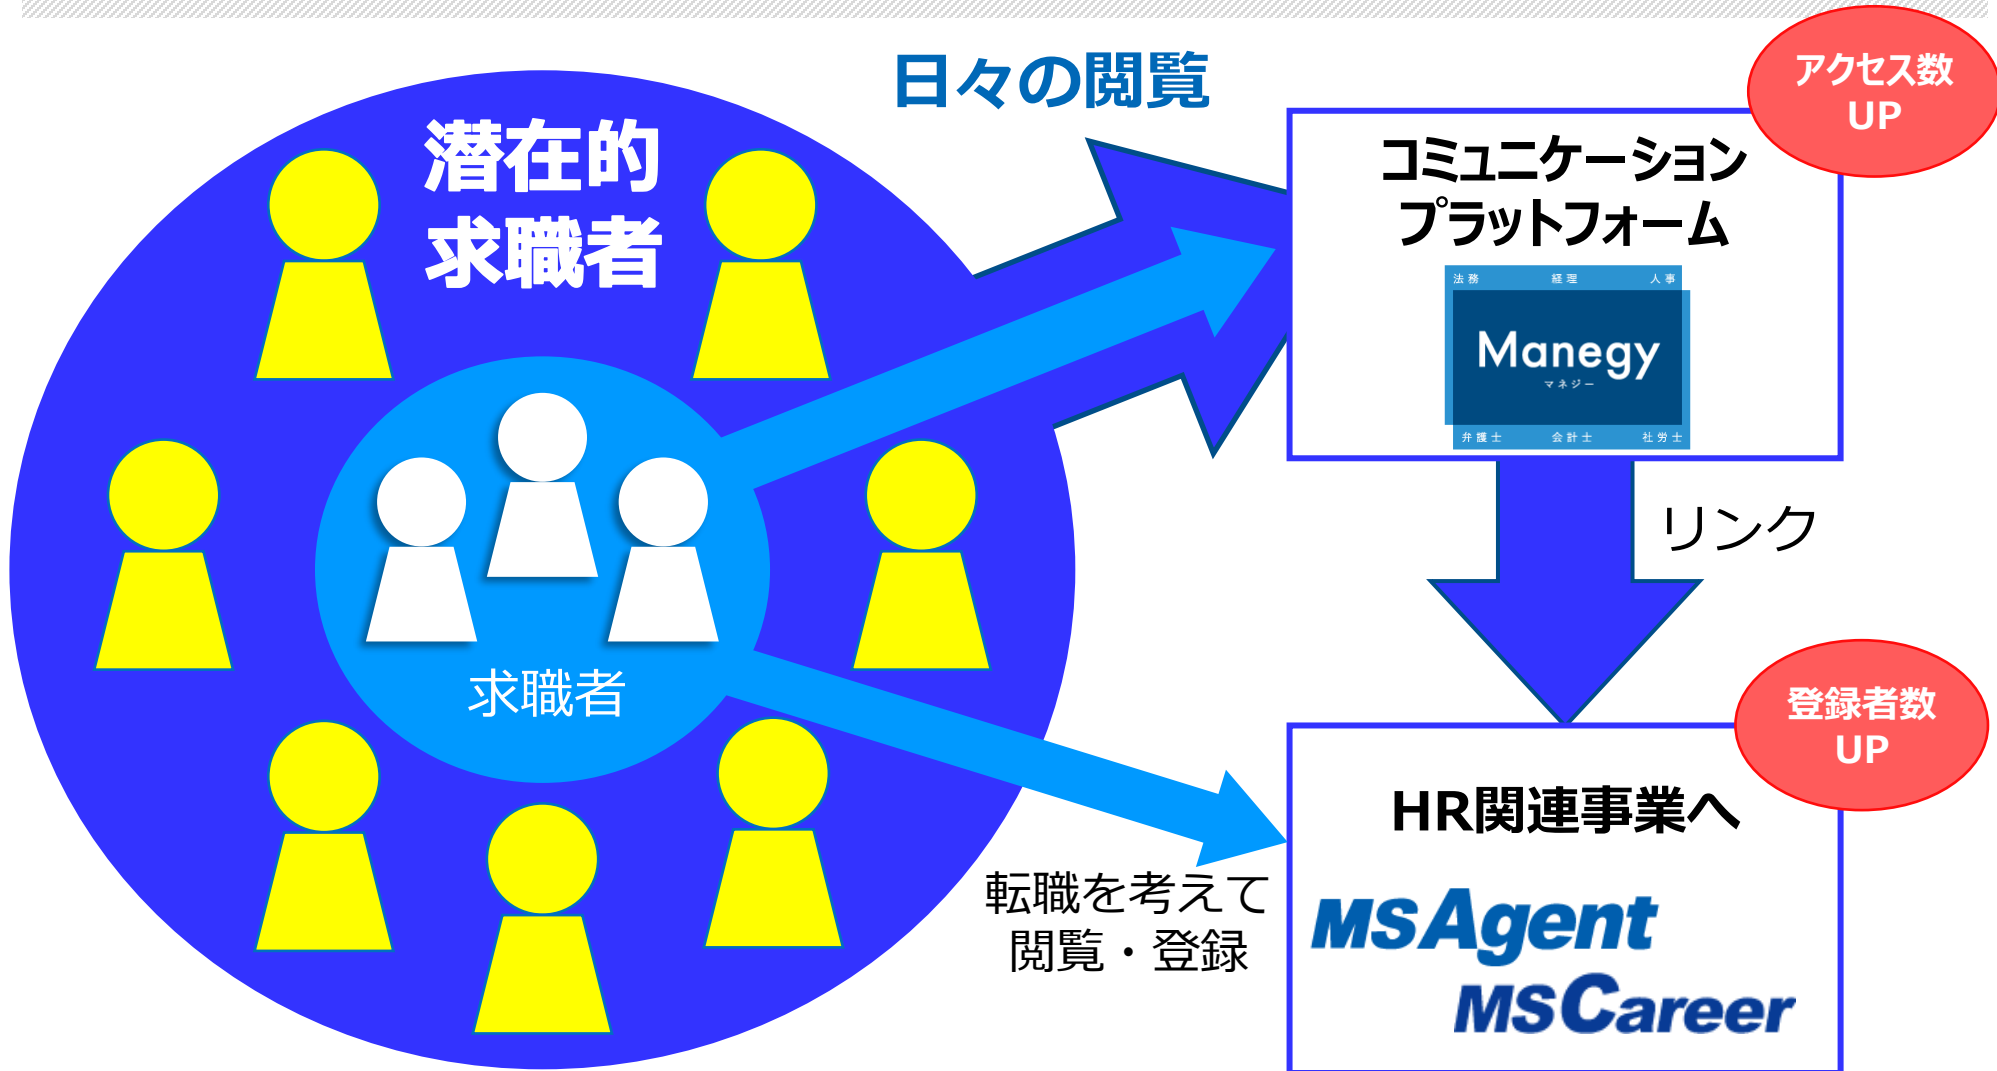 日々の閲覧
アクセス数
UP
潜在的
求職者
コミュニケーション
プラットフォーム
法務 経理 人事
Manegy
マネジー
弁護士 会計士 社労士
リンク
求職者
登録者数
UP
HR関連事業へ
転職を考えて
閲覧・登録
MSAgent
MSCareer